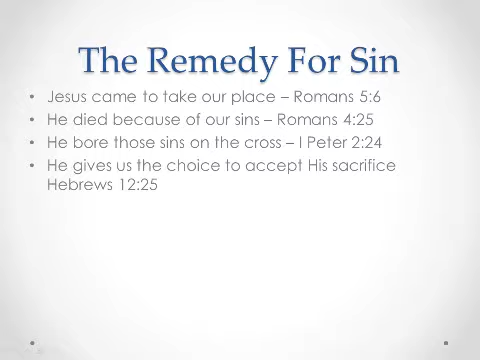 The Remedy For Sin
• Jesus came to take our place – Romans 5:6
• He died because of our sins – Romans 4:25
• He bore those sins on the cross – I Peter 2:24
• He gives us the choice to accept His sacrifice
Hebrews 12:25